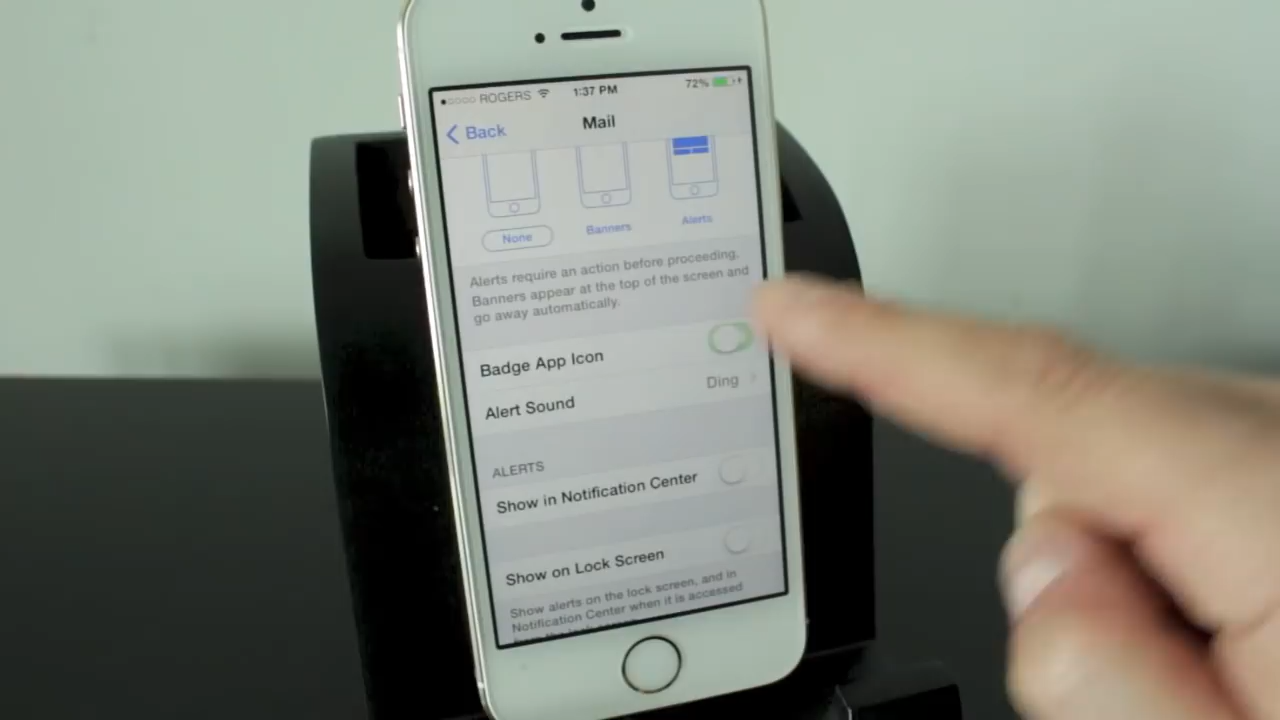 ROGERS 1:37 PM 72%
Back Mail
None Banners Alerts
Alerts require an action before proceeding.
Banners appear at the top of the screen and
go away automatically.
Badge App Icon
Alert Sound Ding
ALERTS
Show in Notification Center
Show on Lock Screen
Show alerts on the lock screen, and in
Notification Center when it is accessed